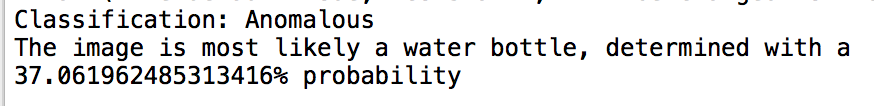 Classification: Anomalous
The image is most likely a water bottle, determined with a
37.061962485313416% probability